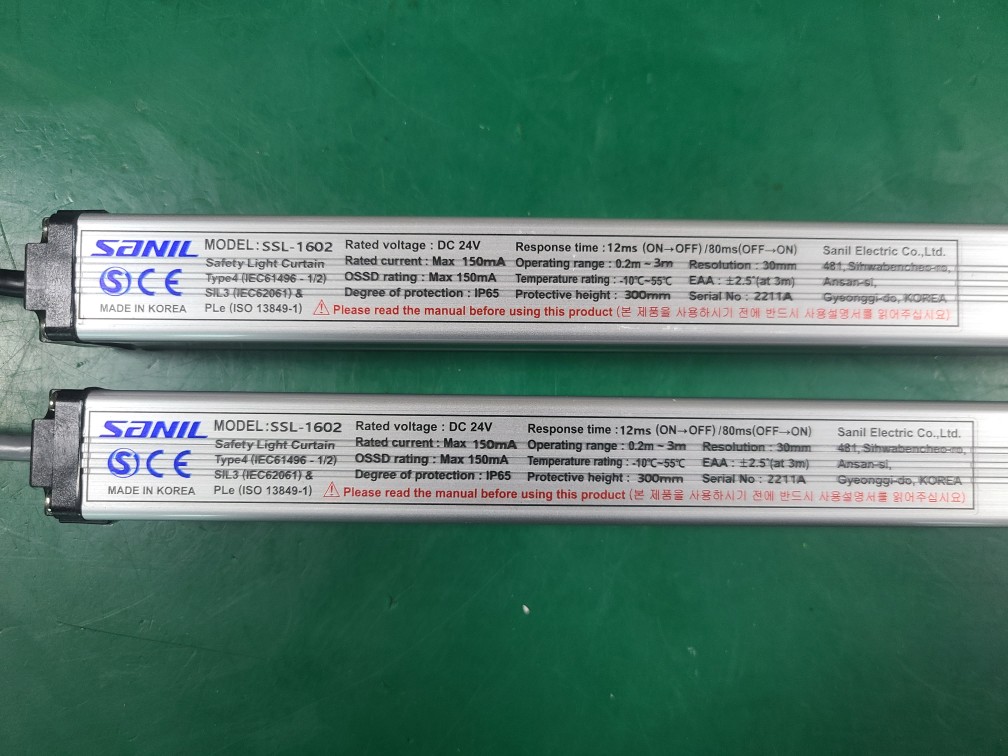 SANIL MODEL:SSL-1602 Rated voltage : DC 24V Response time : 12ms (ON→OFF)/80ms(OFF→ON) Sanil Electric Co.,Ltd.
Safety Light Curtain Rated current : Max 150mA Operating range : 0.2m ~ 3m Resolution : 30mm 481, Sihwabencheo-ro,
S CE Type4 (IEC61496 - 1/2) OSSD rating : Max 150mA Temperature rating : -10℃~55℃ EAA : ±2.5°(at 3m) Ansan-si,
SIL3 (IEC62061) & Degree of protection : IP65 Protective height : 300mm Serial No : 2211A Gyeonggi-do, KOREA
MADE IN KOREA PLe (ISO 13849-1) Please read the manual before using this product (본 제품을 사용하시기 전에 반드시 사용설명서를 읽어주십시요)
SANIL MODEL:SSL-1602 Rated voltage : DC 24V Response time : 12ms (ON→OFF)/80ms(OFF→ON) Sanil Electric Co.,Ltd.
Safety Light Curtain Rated current : Max 150mA Operating range : 0.2m ~ 3m Resolution : 30mm 481, Sihwabencheo-ro,
S CE Type4 (IEC61496 - 1/2) OSSD rating : Max 150mA Temperature rating : -10℃~55℃ EAA : ±2.5°(at 3m) Ansan-si,
SIL3 (IEC62061) & Degree of protection : IP65 Protective height : 300mm Serial No : 2211A Gyeonggi-do, KOREA
MADE IN KOREA PLe (ISO 13849-1) Please read the manual before using this product (본 제품을 사용하시기 전에 반드시 사용설명서를 읽어주십시요)